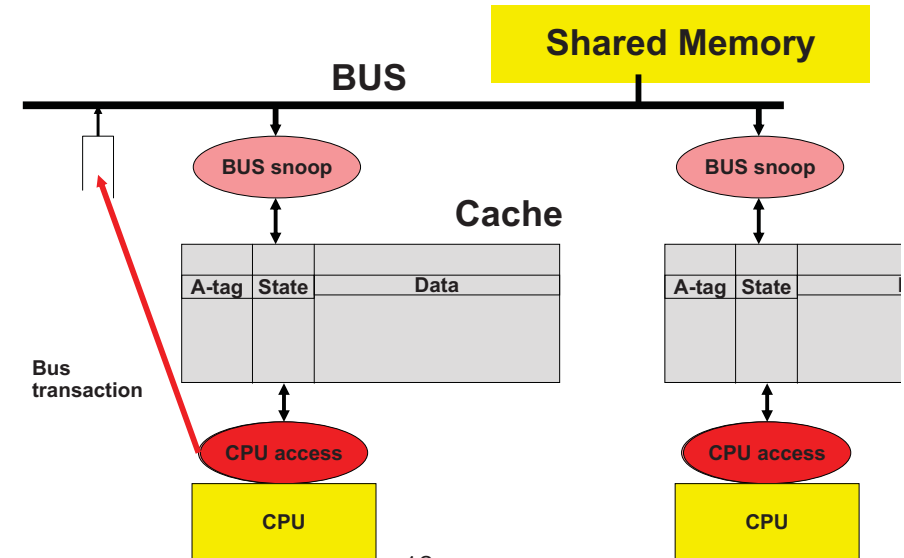 Shared Memory
BUS
BUS snoop
BUS snoop
Cache
A-tag State Data
A-tag State
Bus
transaction
CPU access
CPU access
CPU
CPU